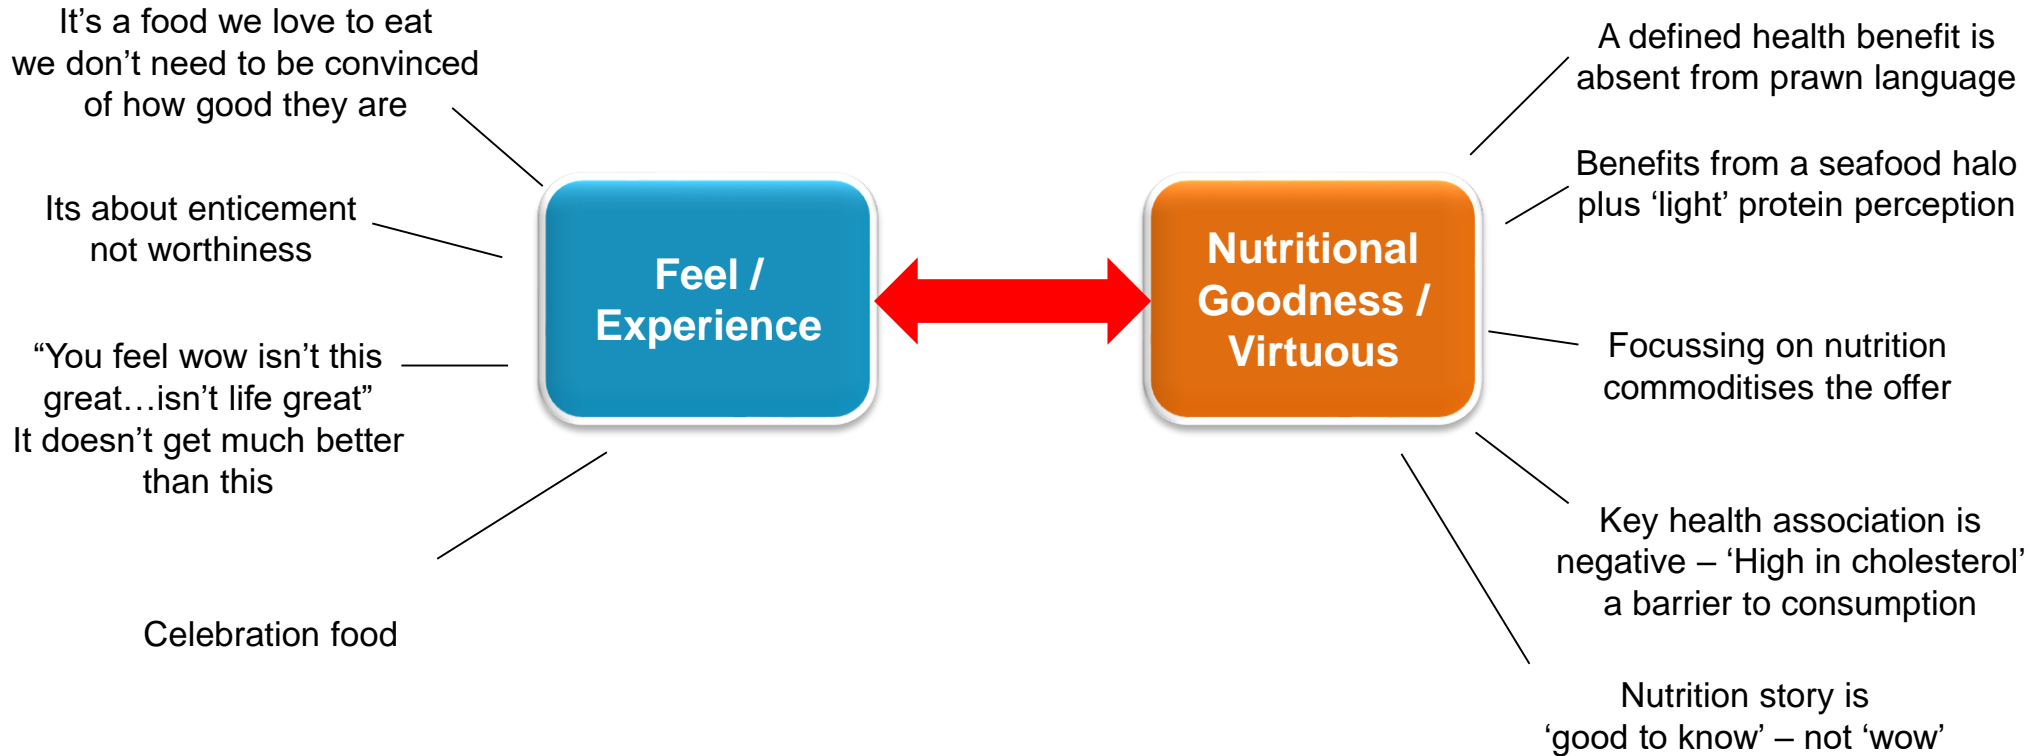 It’s a food we love to eat
we don’t need to be convinced
of how good they are
Its about enticement
not worthiness
“You feel wow isn’t this
great…isn’t life great”
It doesn’t get much better
than this
Celebration food
Feel /
Experience
Nutritional
Goodness /
Virtuous
A defined health benefit is
absent from prawn language
Benefits from a seafood halo
plus ‘light’ protein perception
Focussing on nutrition
commoditises the offer
Key health association is
negative – ‘High in cholesterol’
a barrier to consumption
Nutrition story is
‘good to know’ – not ‘wow’